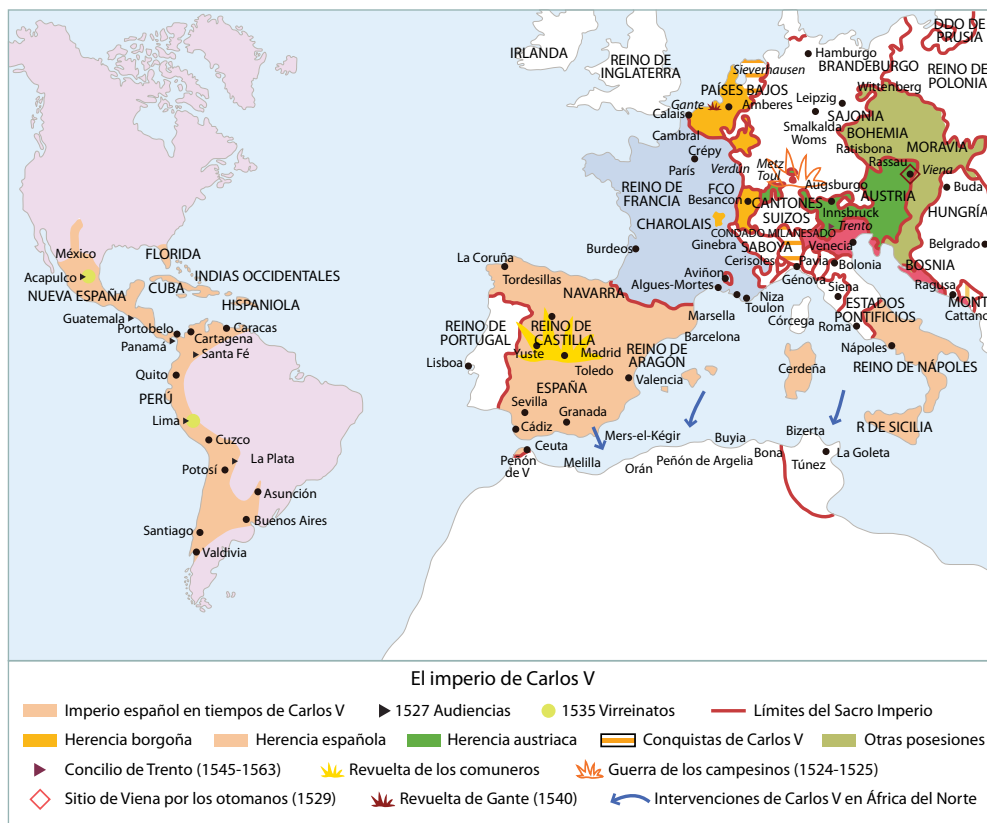 IRLANDA
REINO DE
INGLATERRA
Hamburgo
BRANDEBURGO
DDO DE
PRUSIA
REINO DE
POLONIA
Sieverhausen
PAÍSES BAJOS
Gante
Amberes
Calais
Wittenberg
Leipzig
SAJONIA
Smalkalda
Woms
BOHEMIA
MORAVIA
Ratisbona
Cambral
Crépy
París
Verdún
Metz
Toul
Rassau
Viena
Augsburgo
AUSTRIA
Buda
HUNGRÍA
REINO DE
FRANCIA
FCO
Besancon
CANTONES
SUIZOS
Innsbruck
Trento
CHAROLAIS
CONDADO MILANESADO
Ginebra
SABOYA
Venecia
Belgrado
Burdeos
Cerisoles
Pavia
Bolonia
BOSNIA
Génova
Aviñon
Algues-Mortes
Niza
Toulon
Marsella
Siena
Ragusa
MONT
Cattano
ESTADOS
PONTIFICIOS
Córcega
Roma
La Coruña
Tordesillas
NAVARRA
REINO DE
PORTUGAL
REINO DE
CASTILLA
Yuste
Madrid
Toledo
Barcelona
REINO DE
ARAGÓN
Valencia
Lisboa
ESPAÑA
Sevilla
Granada
Cádiz
Cerdeña
Nápoles
REINO DE NÁPOLES
R DE SICILIA
Ceuta
Peñón
de V
Melilla
Mers-el-Kégir
Orán
Buyia
Peñón de Argelia
Bona
Bizerta
Túnez
La Goleta
México
Acapulco
NUEVA ESPAÑA
FLORIDA
CUBA
INDIAS OCCIDENTALES
HISPANIOLA
Guatemala
Portobelo
Panamá
Caracas
Cartagena
Santa Fé
Quito
PERÚ
Lima
Cuzco
La Plata
Potosí
Asunción
Santiago
Buenos Aires
Valdivia
El imperio de Carlos V
Imperio español en tiempos de Carlos V
1527 Audiencias
1535 Virreinatos
Límites del Sacro Imperio
Herencia borgoña
Herencia española
Herencia austriaca
Conquistas de Carlos V
Otras posesiones
Concilio de Trento (1545-1563)
Revuelta de los comuneros
Guerra de los campesinos (1524-1525)
Sitio de Viena por los otomanos (1529)
Revuelta de Gante (1540)
Intervenciones de Carlos V en África del Norte